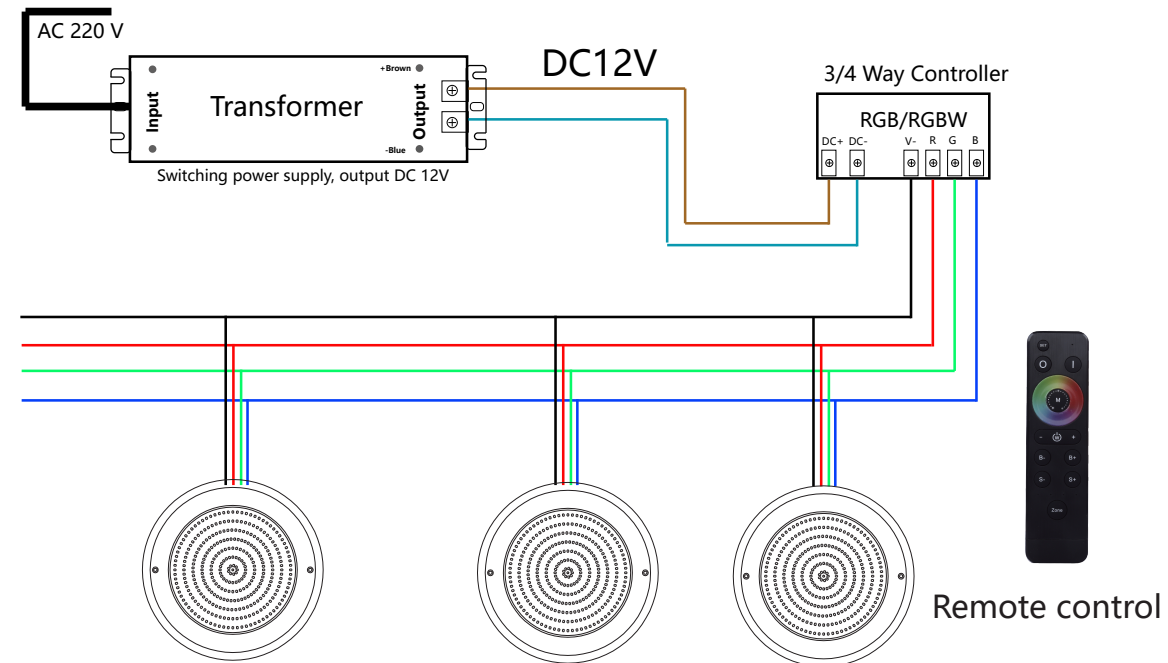 AC 220 V
DC12V
+Brown
Input
Transformer
Output
-Blue
Switching power supply, output DC 12V
3/4 Way Controller
RGB/RGBW
DC+ DC- V- R G B
O I
M
- +
B- B+
S- S+
Zone
Remote control